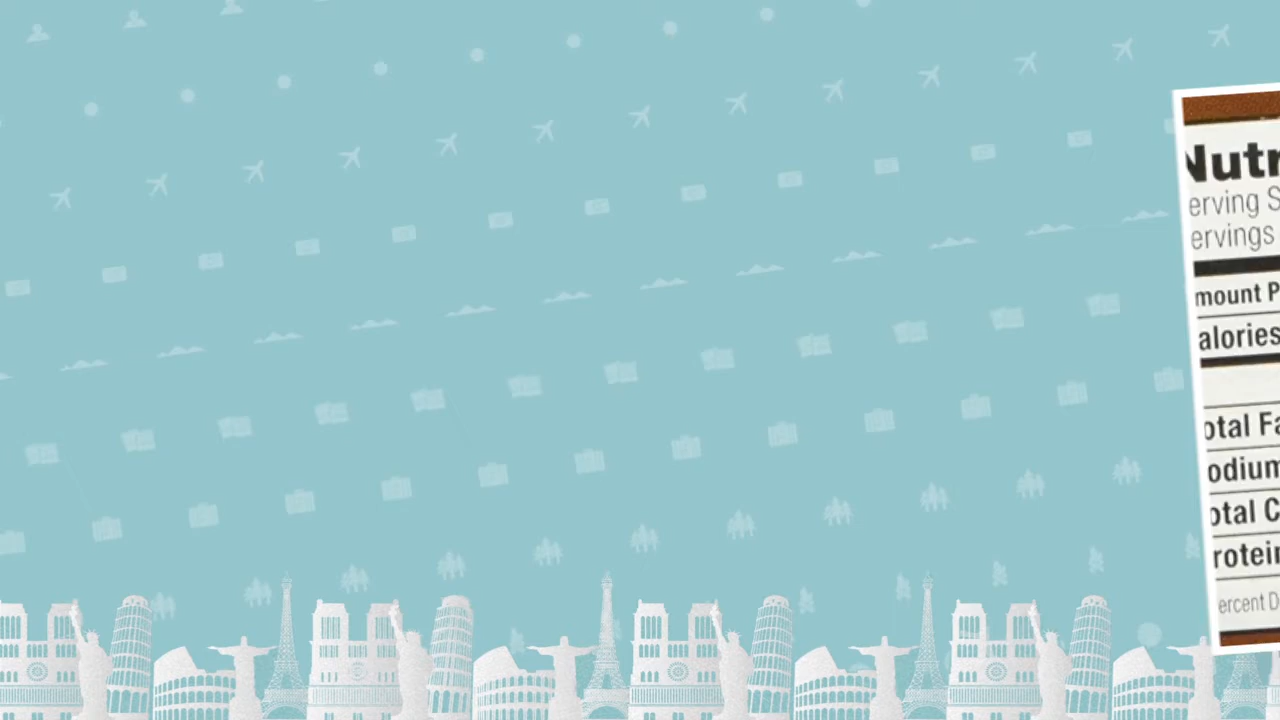 Nutr
erving S
ervings
mount P
alories
otal Fa
odium
otal C
rotein
ercent D